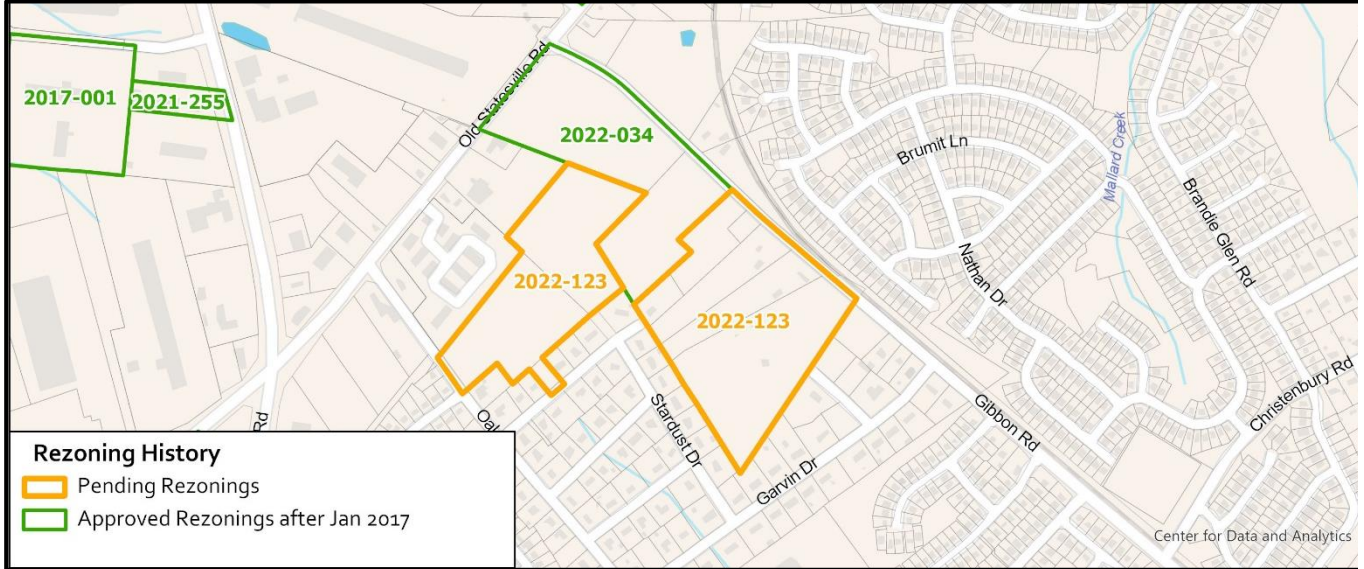 2017-001
2021-255
Old Statesville Rd
2022-034
Brumit Ln
Mallard Creek
Brandie Glen Rd
Nathan Dr
2022-123
2022-123
Christenbury Rd
Stardust Dr
Gibbon Rd
Garvin Dr
Rd
Rezoning History
Pending Rezonings
Approved Rezonings after Jan 2017
Center for Data and Analytics